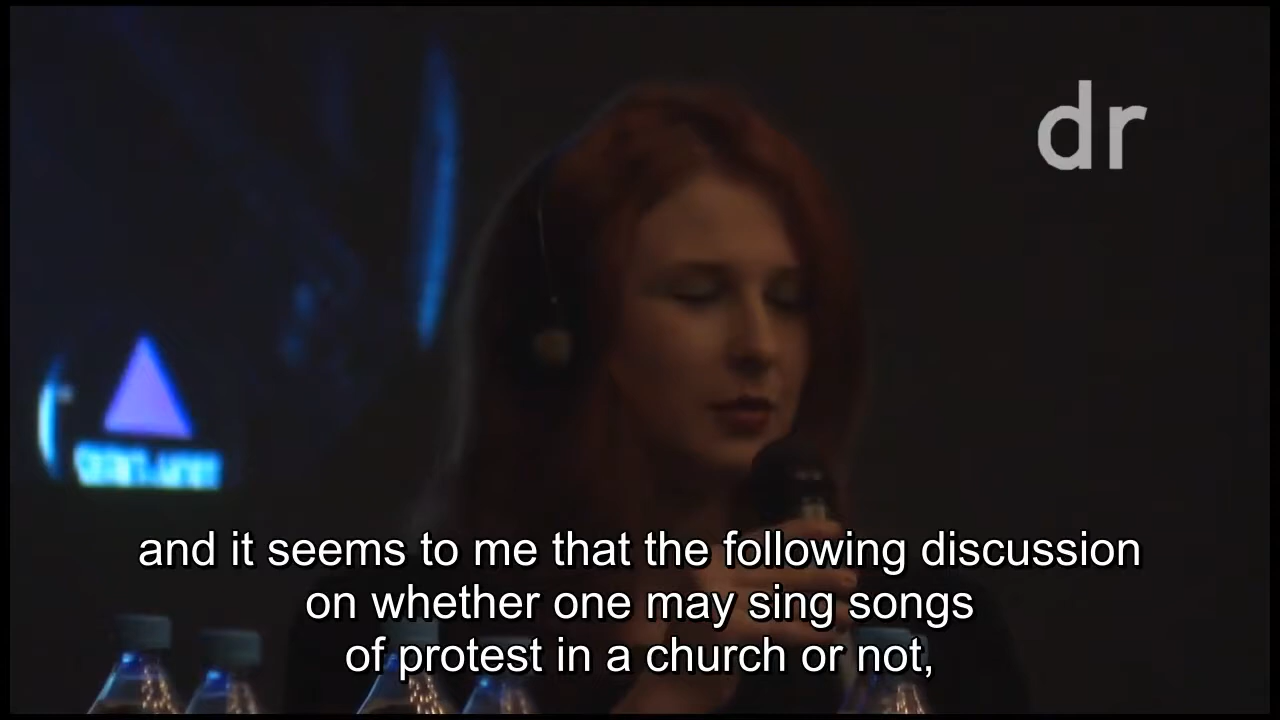 dr
and it seems to me that the following discussion
on whether one may sing songs
of protest in a church or not,